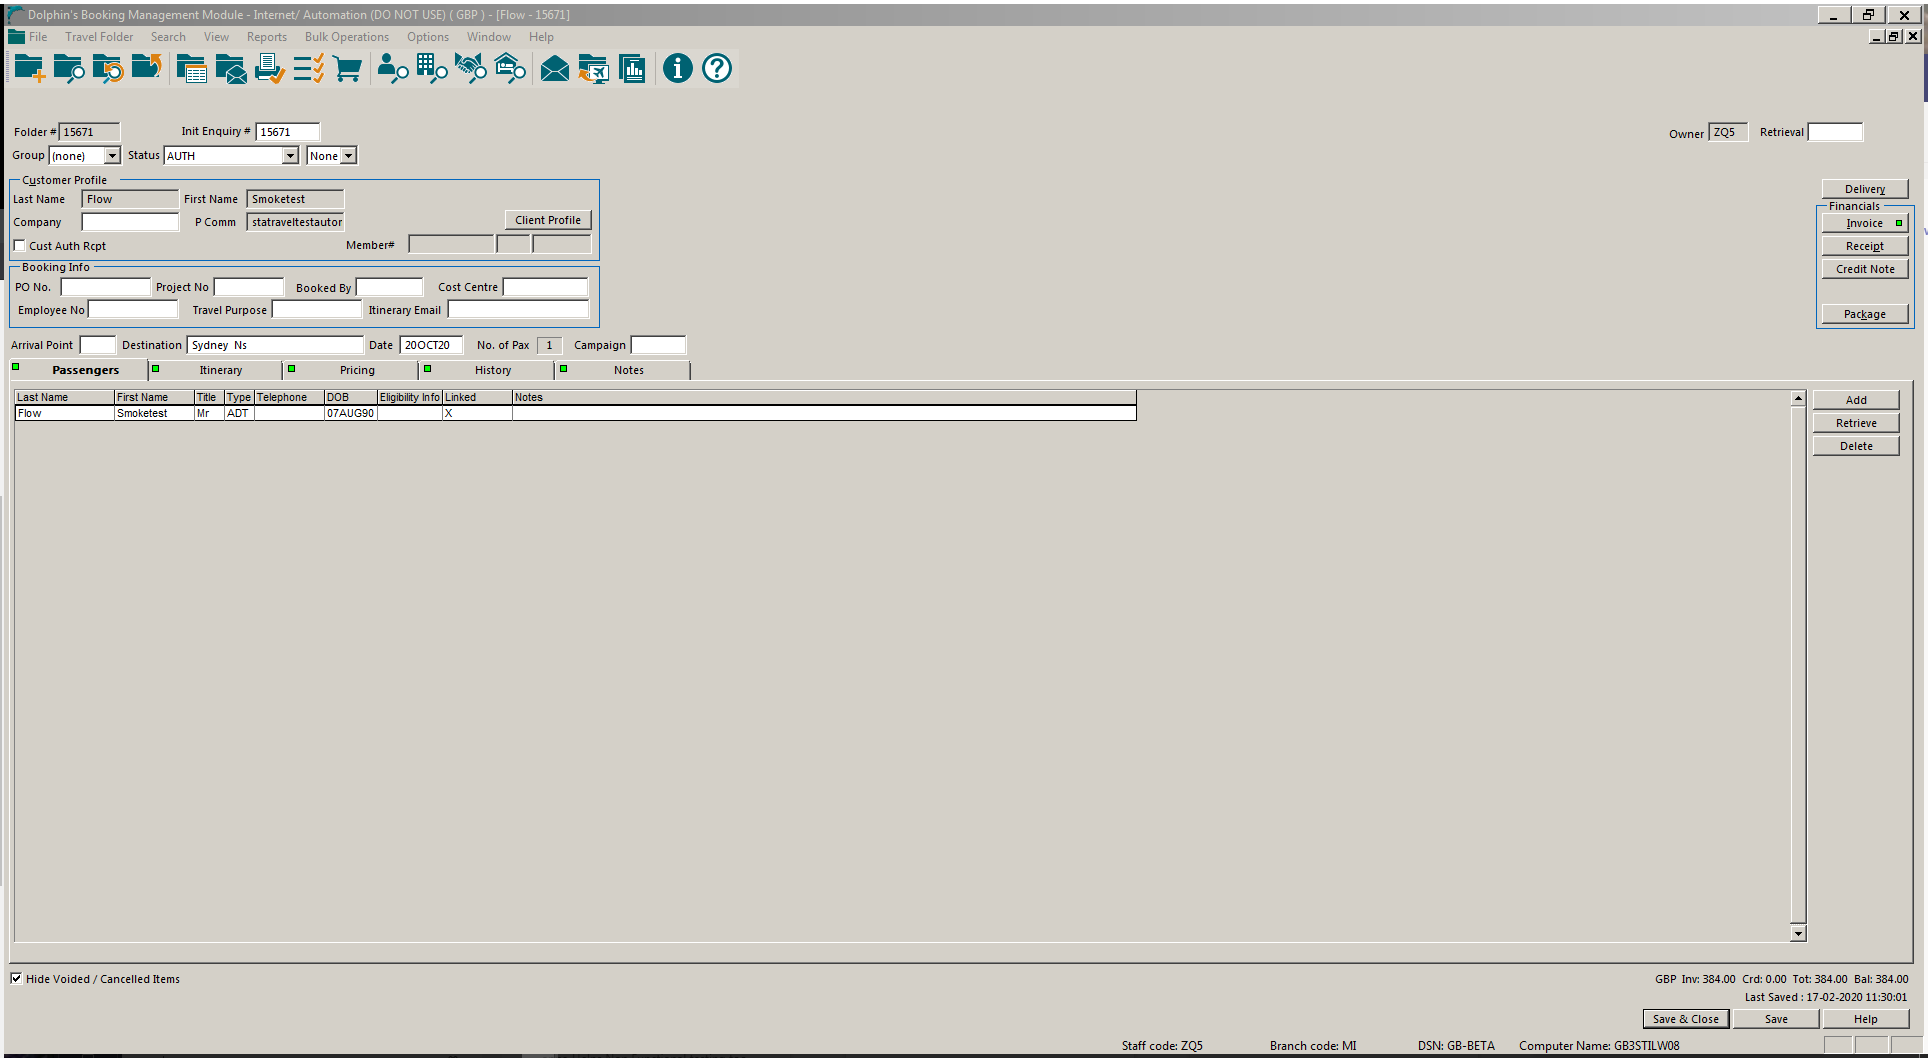 Dolphin's Booking Management Module - Internet/ Automation (DO NOT USE) ( GBP ) - [Flow - 15671]
File Travel Folder Search View Reports Bulk Operations Options Window Help
Folder # 15671 Init Enquiry # 15671 Owner ZQ5 Retrieval
Group (none) Status AUTH None
Customer Profile
Last Name Flow First Name Smoketest
Company P Comm statraveltestautor Client Profile
Cust Auth Rcpt Member#
Delivery
Financials
Invoice
Receipt
Credit Note
Package
Booking Info
PO No. Project No Booked By Cost Centre
Employee No Travel Purpose Itinerary Email
Arrival Point Destination Sydney Ns Date 20OCT20 No. of Pax 1 Campaign
Passengers Itinerary Pricing History Notes
Last Name First Name Title Type Telephone DOB Eligibility Info Linked Notes
Flow Smoketest Mr ADT 07AUG90 X
Add
Retrieve
Delete
Hide Voided / Cancelled Items
GBP Inv: 384.00 Crd: 0.00 Tot: 384.00 Bal: 384.00
Last Saved : 17-02-2020 11:30:01
Save & Close Save Help
Staff code: ZQ5 Branch code: MI DSN: GB-BETA Computer Name: GB3STILW08